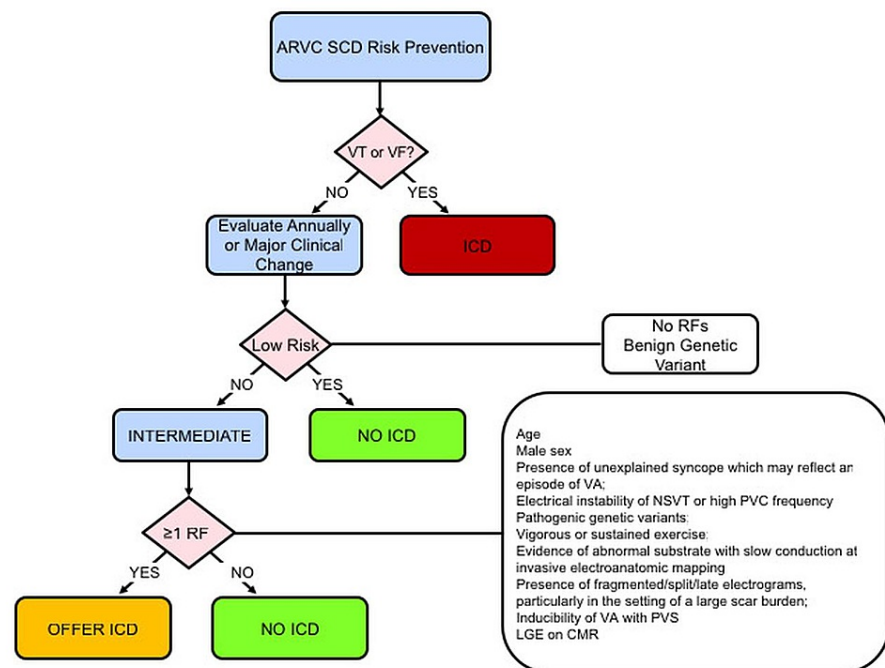 ARVC SCD Risk Prevention
VT or VF?
NO
YES
Evaluate Annually
or Major Clinical
Change
ICD
Low Risk
No RFs
Benign Genetic
Variant
NO
YES
INTERMEDIATE
NO ICD
≥1 RF
Age
Male sex
Presence of unexplained syncope which may reflect an
episode of VA;
Electrical instability of NSVT or high PVC frequency
Pathogenic genetic variants;
Vigorous or sustained exercise;
Evidence of abnormal substrate with slow conduction at
invasive electroanatomic mapping
Presence of fragmented/split/late electrograms,
particularly in the setting of a large scar burden;
Inducibility of VA with PVS
LGE on CMR
YES
NO
OFFER ICD
NO ICD